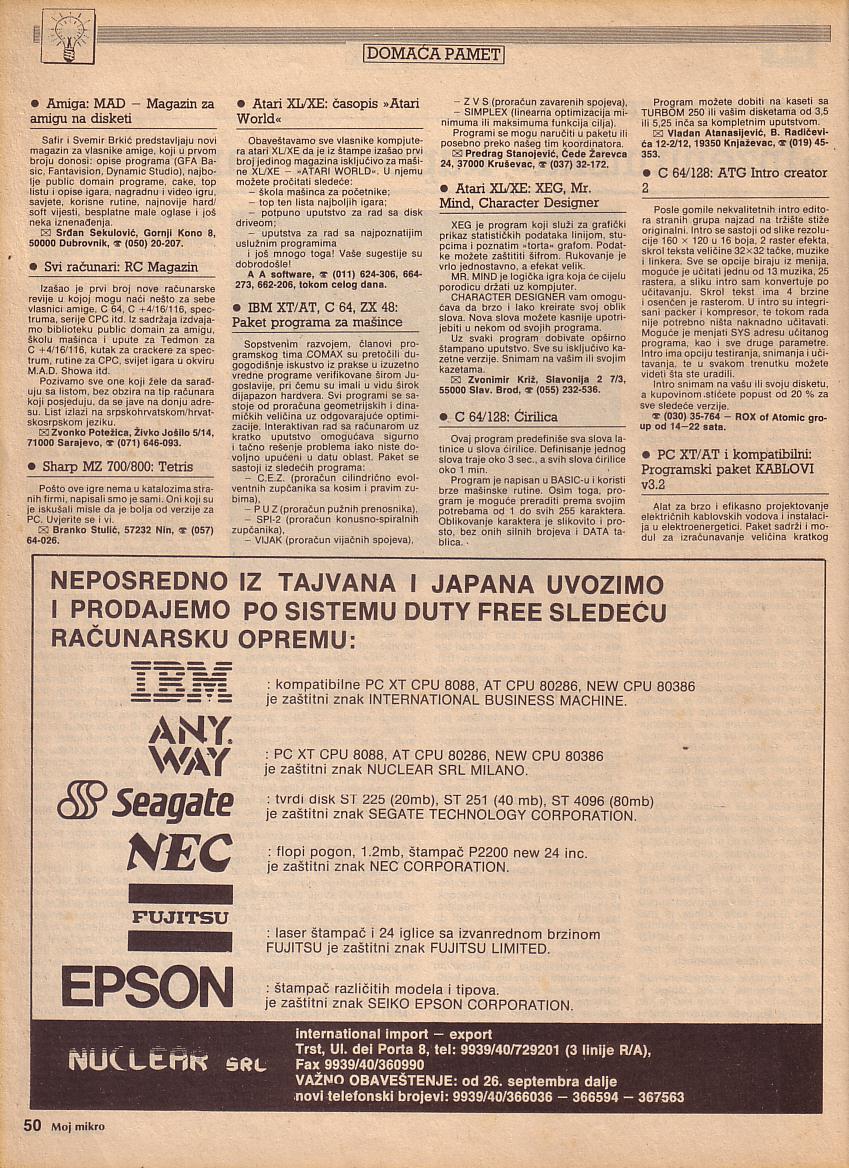 DOMAĆA PAMET
● Amiga: MAD — Magazin za
amigu na disketi
Safir i Svemir Brkić predstavljaju novi
magazin za vlasnike amige, koji u prvom
broju donosi: opise programa (GFA Ba-
sic, Fantavision, Dynamic Studio), najbo-
lje public domain programe, cake, top
listu i opise igara, nagradnu i video igru,
savjete, korisne rutine, najnovije hard/
soft vijesti, besplatne male oglase i još
neka iznenađenja.
✉ Srđan Sekulović, Gornji Kono 8,
50000 Dubrovnik, ☎ (050) 20-207.
● Svi računari: RC Magazin
Izašao je prvi broj nove računarske
revije u kojoj mogu naći nešto za sebe
vlasnici amige, C 64, C +4/16/116, spec-
truma, serije CPC itd. Iz sadržaja izdvaja-
mo biblioteku public domain za amigu,
školu mašinca i upute za Tedmon za
C +4/16/116, kutak za crackere za spec-
trum, rutine za CPC, svijet igara u okviru
M.A.D. Showa itd.
Pozivamo sve one koji žele da sarađ-
uju sa listom, bez obzira na tip računara
koji posjeduju, da se jave na donju adre-
su. List izlazi na srpskohrvatskom/hrvat-
skosrpskom jeziku.
✉ Zvonko Potežica, Živko Jošilo 5/14,
71000 Sarajevo, ☎ (071) 646-093.
● Sharp MZ 700/800: Tetris
Pošto ove igre nema u katalozima stra-
nih firmi, napisali smo je sami. Oni koji su
je iskušali misle da je bolja od verzije za
PC. Uvjerite se i vi.
✉ Branko Stulić, 57232 Nin, ☎ (057)
64-026.
● Atari XL/XE: časopis »Atari
World«
Obaveštavamo sve vlasnike kompjute-
ra atari XL/XE da je iz štampe izašao prvi
broj jedinog magazina isključivo za maši-
ne XL/XE – »ATARI WORLD«. U njemu
možete pročitati sledeće:
– škola mašinca za početnike;
– top ten lista najboljih igara;
– potpuno uputstvo za rad sa disk
driveom;
– uputstva za rad sa najpoznatijim
uslužnim programima
i još mnogo toga! Vaše sugestije su
dobrodošle!
A A software, ☎ (011) 624-306, 664-
273, 662-206, tokom celog dana.
● IBM XT/AT, C 64, ZX 48:
Paket programa za mašince
Sopstvenim razvojem, članovi pro-
gramskog tima COMAX su pretočili du-
gogodišnje iskustvo iz prakse u izuzetno
vredne programe verifikovane širom Ju-
goslavije, pri čemu su imali u vidu širok
dijapazon hardvera. Svi programi se sa-
stoje od proračuna geometrijskih i dina-
mičkih veličina uz odgovarajuće optimi-
zacije. Interaktivan rad sa računarom uz
kratko uputstvo omogućava sigurno
i tačno rešenje problema iako niste do-
voljno upućeni u datu oblast. Paket se
sastoji iz sledećih programa:
– C.E.Z. (proračun cilindrično evol-
ventnih zupčanika sa kosim i pravim zu-
bima),
– P U Z (proračun pužnih prenosnika),
– SPI-2 (proračun konusno-spiralnih
zupčanika),
– VIJAK (proračun vijačnih spojeva),
– Z V S (proračun zavarenih spojeva),
– SIMPLEX (linearna optimizacija mi-
nimuma ili maksimuma funkcija cilja).
Programi se mogu naručiti u paketu ili
posebno preko našeg tim koordinatora.
✉ Predrag Stanojević, Čede Žarevca
24, 37000 Kruševac, ☎ (037) 32-172.
● Atari XL/XE: XEG, Mr.
Mind, Character Designer
XEG je program koji služi za grafički
prikaz statističkih podataka linijom, stu-
pcima i poznatim »torta« grafom. Podat-
ke možete zaštititi šifrom. Rukovanje je
vrlo jednostavno, a efekat velik.
MR. MIND je logička igra koja će cijelu
porodicu držati uz kompjuter.
CHARACTER DESIGNER vam omogu-
ćava da brzo i lako kreirate svoj oblik
slova. Nova slova možete kasnije upotri-
jebiti u nekom od svojih programa.
Uz svaki program dobivate opširno
štampano uputstvo. Sve su isključivo ka-
zetne verzije. Snimam na vašim ili svojim
kazetama.
✉ Zvonimir Križ, Slavonija 2 7/3,
55000 Slav. Brod, ☎ (055) 232-536.
● C 64/128: Ćirilica
Ovaj program predefiniše sva slova la-
tinice u slova ćirilice. Definisanje jednog
slova traje oko 3 sec., a svih slova ćirilice
oko 1 min.
Program je napisan u BASIC-u i koristi
brze mašinske rutine. Osim toga, pro-
gram je moguće preraditi prema svojim
potrebama od 1 do svih 255 karaktera.
Oblikovanje karaktera je slikovito i pro-
sto, bez onih silnih brojeva i DATA ta-
blica.
Program možete dobiti na kaseti sa
TURBOM 250 ili vašim disketama od 3,5
ili 5,25 inča sa kompletnim uputstvom.
✉ Vladan Atanasijević, B. Radičevi-
ća 12-2/12, 19350 Knjaževac, ☎ (019) 45-
353.
● C 64/128: ATG Intro creator
2
Posle gomile nekvalitetnih intro edito-
ra stranih grupa najzad na tržište stiže
originalni. Intro se sastoji od slike rezolu-
cije 160 × 120 u 16 boja, 2 raster efekta,
skrol teksta veličine 32×32 tačke, muzike
i linkera. Sve se opcije biraju iz menija,
moguće je učitati jednu od 13 muzika, 25
rastera, a sliku intro sam konvertuje po
učitavanju. Skrol tekst ima 4 brzine
i osenčen je rasterom. U intro su integri-
sani packer i kompresor, te tokom rada
nije potrebno ništa naknadno učitavati.
Moguće je menjati SYS adresu učitanog
programa, kao i sve druge parametre.
Intro ima opciju testiranja, snimanja i uči-
tavanja, te u svakom trenutku možete
videti šta ste uradili.
Intro snimam na vašu ili svoju disketu,
a kupovinom stičete popust od 20 % za
sve sledeće verzije.
☎ (030) 35-764 – ROX of Atomic gro-
up od 14–22 sata.
● PC XT/AT i kompatibilni:
Programski paket KABLOVI
v3.2
Alat za brzo i efikasno projektovanje
električnih kablovskih vodova i instalaci-
ja u elektroenergetici. Paket sadrži i mo-
dul za izračunavanje veličina kratkog
NEPOSREDNO IZ TAJVANA I JAPANA UVOZIMO
I PRODAJEMO PO SISTEMU DUTY FREE SLEDEĆU
RAČUNARSKU OPREMU:
IBM
: kompatibilne PC XT CPU 8088, AT CPU 80286, NEW CPU 80386
je zaštitni znak INTERNATIONAL BUSINESS MACHINE.
ANY.
WAY
: PC XT CPU 8088, AT CPU 80286, NEW CPU 80386
je zaštitni znak NUCLEAR SRL MILANO.
Seagate
: tvrdi disk ST 225 (20mb), ST 251 (40 mb), ST 4096 (80mb)
je zaštitni znak SEGATE TECHNOLOGY CORPORATION.
NEC
: flopi pogon, 1.2mb, štampač P2200 new 24 inc.
je zaštitni znak NEC CORPORATION.
FUJITSU
: laser štampač i 24 iglice sa izvanrednom brzinom
FUJITSU je zaštitni znak FUJITSU LIMITED.
EPSON
: štampač različitih modela i tipova.
je zaštitni znak SEIKO EPSON CORPORATION.
NUCLEAR SRL
international import — export
Trst, Ul. dei Porta 8, tel: 9939/40/729201 (3 linije R/A),
Fax 9939/40/360990
VAŽNO OBAVEŠTENJE: od 26. septembra dalje
novi telefonski brojevi: 9939/40/366036 — 366594 — 367563
50 Moj mikro